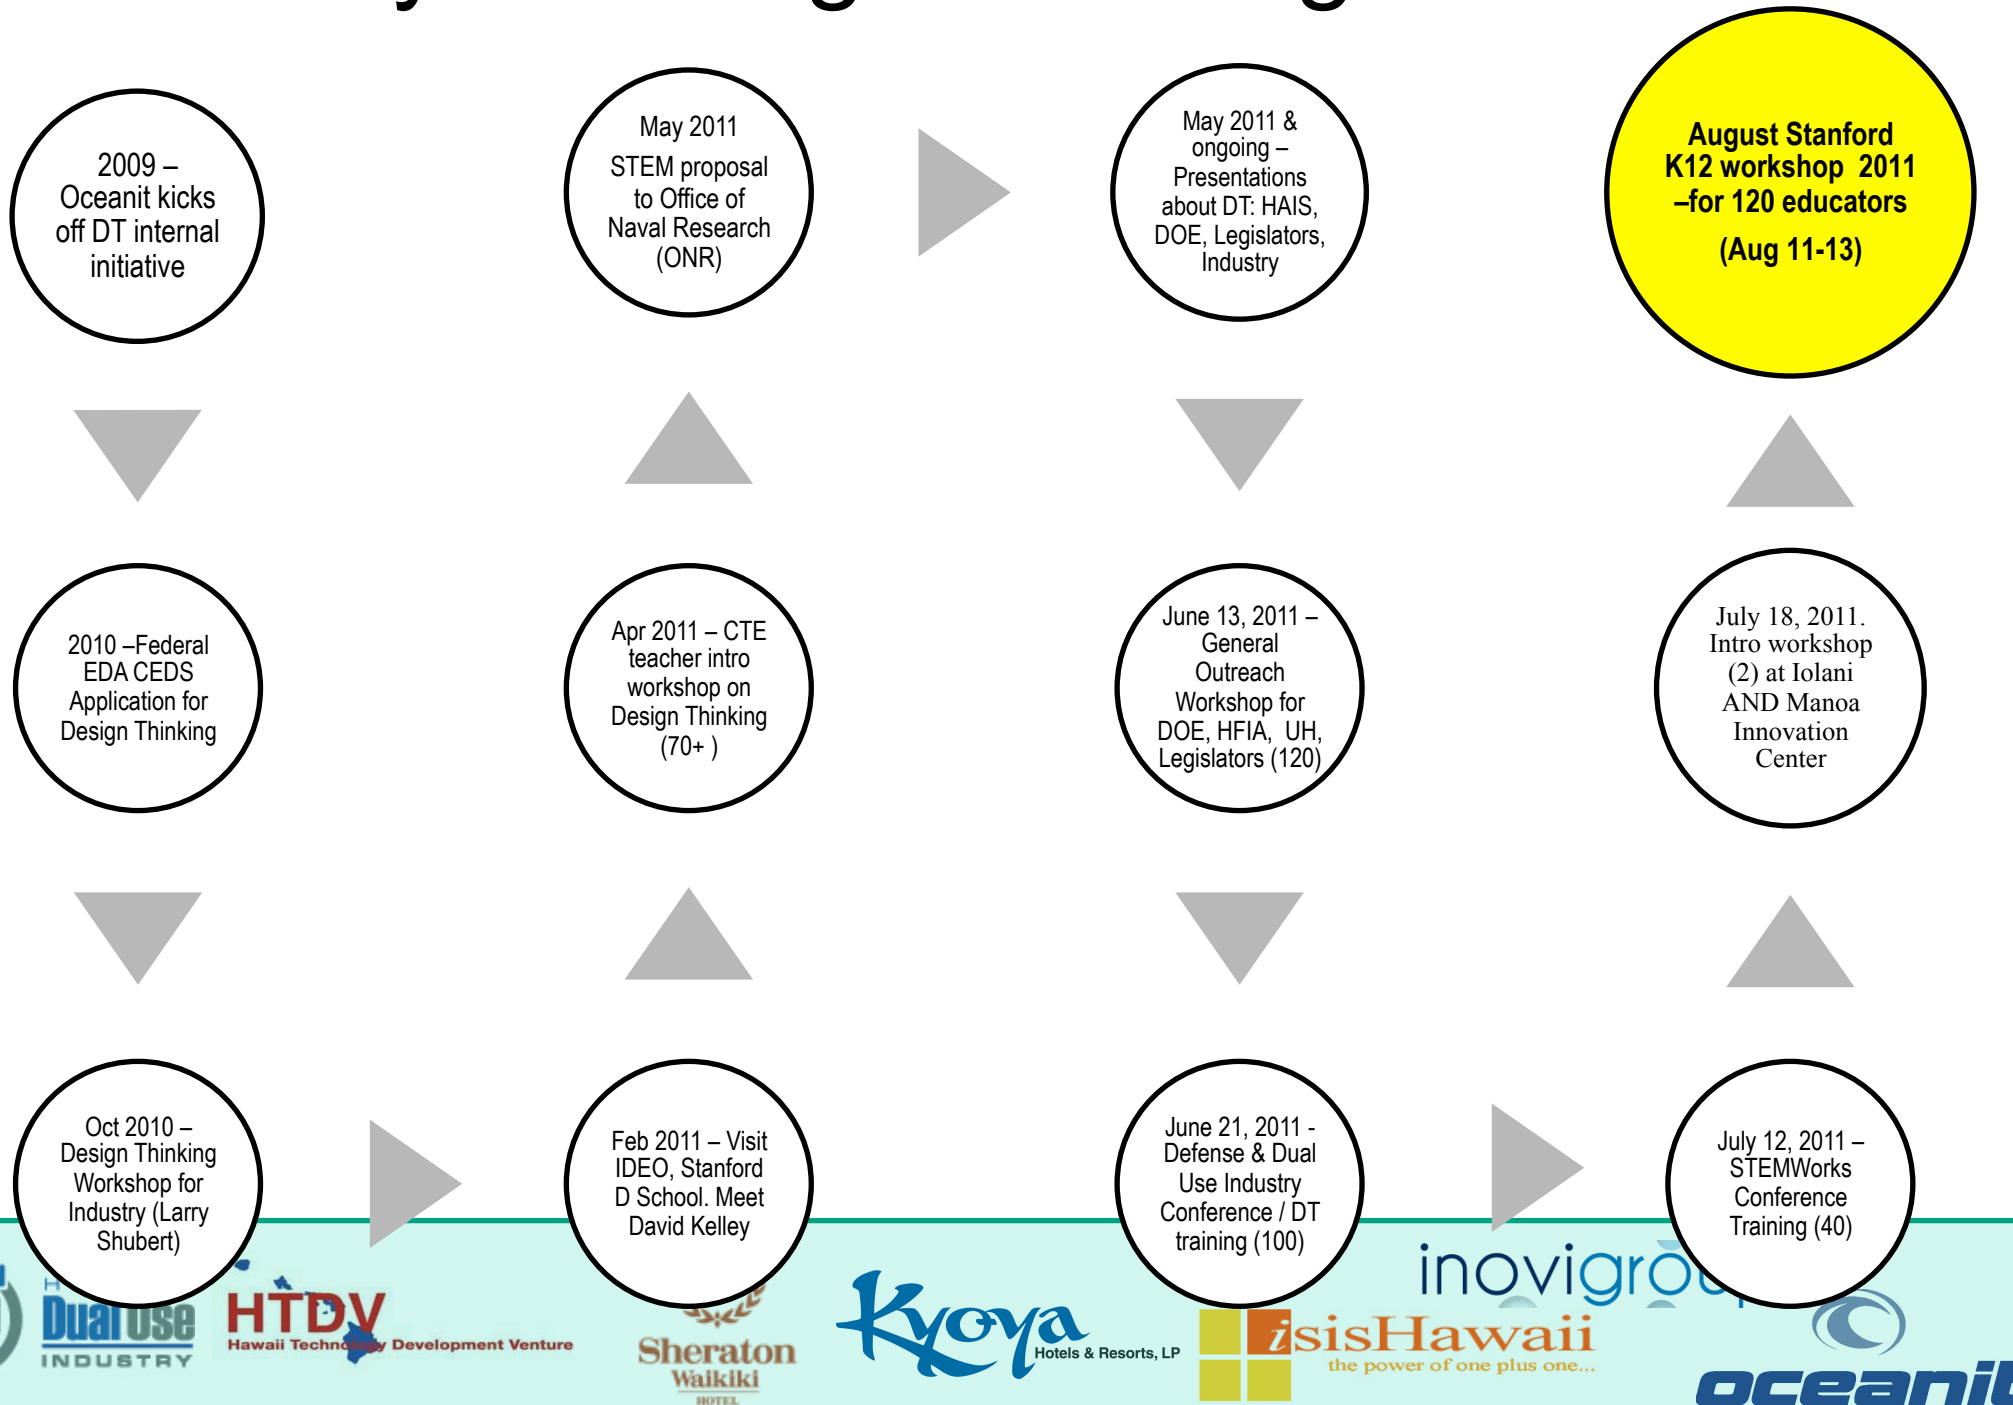 2009 –
Oceanit kicks
off DT internal
initiative
2010 –Federal
EDA CEDS
Application for
Design Thinking
Oct 2010 –
Design Thinking
Workshop for
Industry (Larry
Shubert)
Feb 2011 – Visit
IDEO, Stanford
D School. Meet
David Kelley
Apr 2011 – CTE
teacher intro
workshop on
Design Thinking
(70+ )
May 2011
STEM proposal
to Office of
Naval Research
(ONR)
May 2011 &
ongoing –
Presentations
about DT: HAIS,
DOE, Legislators,
Industry
June 13, 2011 –
General
Outreach
Workshop for
DOE, HFIA, UH,
Legislators (120)
June 21, 2011 -
Defense & Dual
Use Industry
Conference / DT
training (100)
July 12, 2011 –
STEMWorks
Conference
Training (40)
July 18, 2011.
Intro workshop
(2) at Iolani
AND Manoa
Innovation
Center
August Stanford
K12 workshop 2011
–for 120 educators
(Aug 11-13)
Dual Use
INDUSTRY
HTDV
Hawaii Technology Development Venture
Sheraton
Waikiki
HOTEL
Kyoya
Hotels & Resorts, LP
inovigro
isisHawaii
the power of one plus one...
oceanit